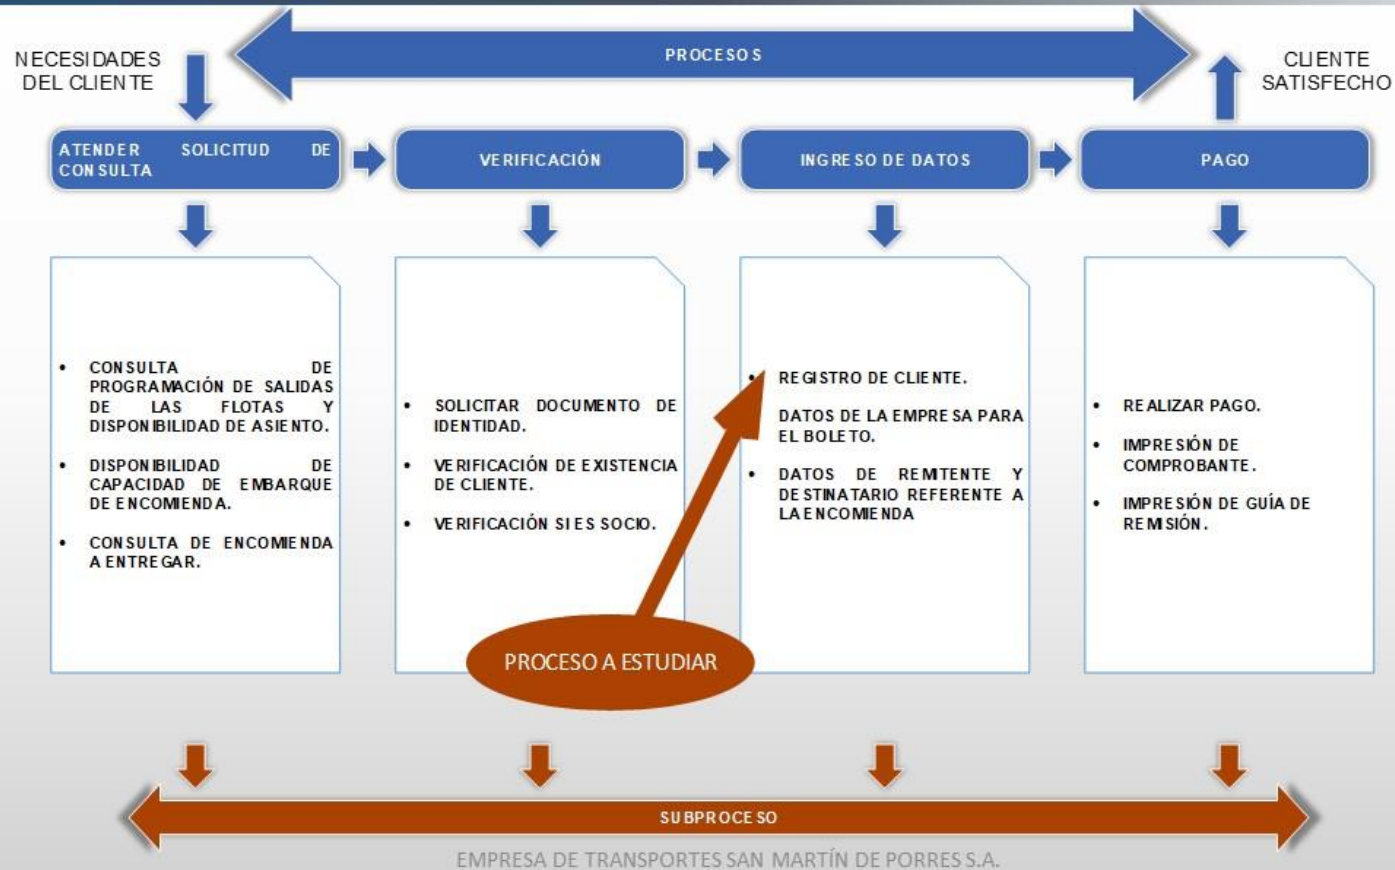 NECESIDADES
DEL CLIENTE
PROCESOS
CLIENTE
SATISFECHO
ATENDER SOLICITUD DE
CONSULTA
VERIFICACIÓN
INGRESO DE DATOS
PAGO
• CONSULTA DE
PROGRAMACIÓN DE SALIDAS
DE LAS FLOTAS Y
DISPONIBILIDAD DE ASIENTO.
• DISPONIBILIDAD DE
CAPACIDAD DE EMBARQUE
DE ENCOMIENDA.
• CONSULTA DE ENCOMIENDA
A ENTREGAR.
• SOLICITAR DOCUMENTO DE
IDENTIDAD.
• VERIFICACIÓN DE EXISTENCIA
DE CLIENTE.
• VERIFICACIÓN SI ES SOCIO.
• REGISTRO DE CLIENTE.
DATOS DE LA EMPRESA PARA
EL BOLETO.
• DATOS DE REMITENTE Y
DESTINATARIO REFERENTE A
LA ENCOMIENDA
• REALIZAR PAGO.
• IMPRESIÓN DE
COMPROBANTE.
• IMPRESIÓN DE GUÍA DE
REMISIÓN.
PROCESO A ESTUDIAR
SUBPROCESO
EMPRESA DE TRANSPORTES SAN MARTÍN DE PORRES S.A.